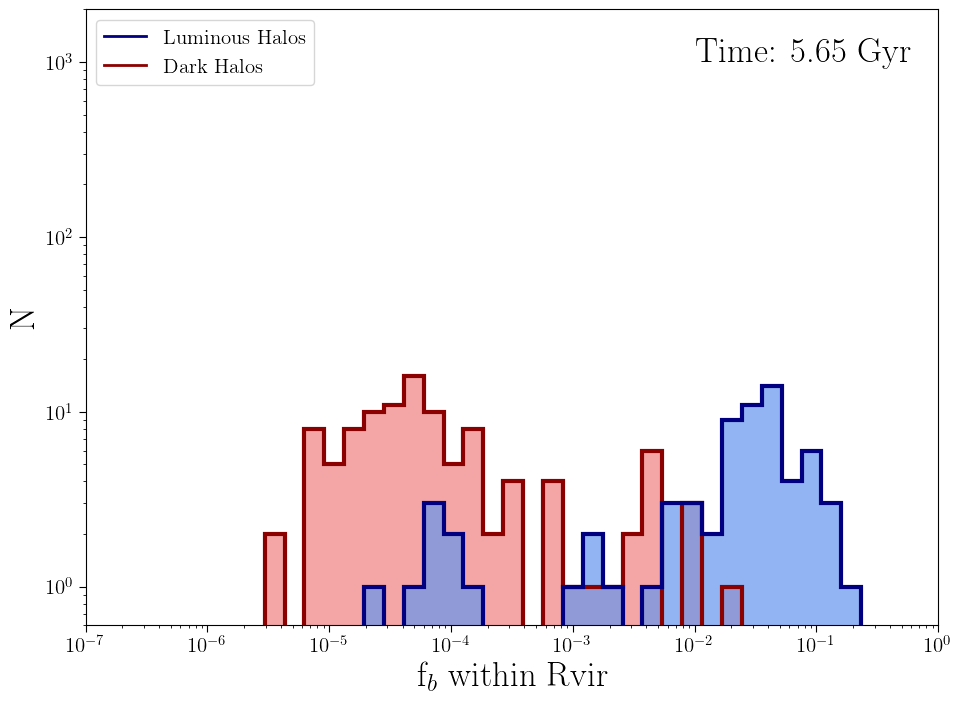 Luminous Halos
Dark Halos
Time: 5.65 Gyr
10³
10²
10¹
10⁰
N
10⁻⁷ 10⁻⁶ 10⁻⁵ 10⁻⁴ 10⁻³ 10⁻² 10⁻¹ 10⁰
f_b within Rvir